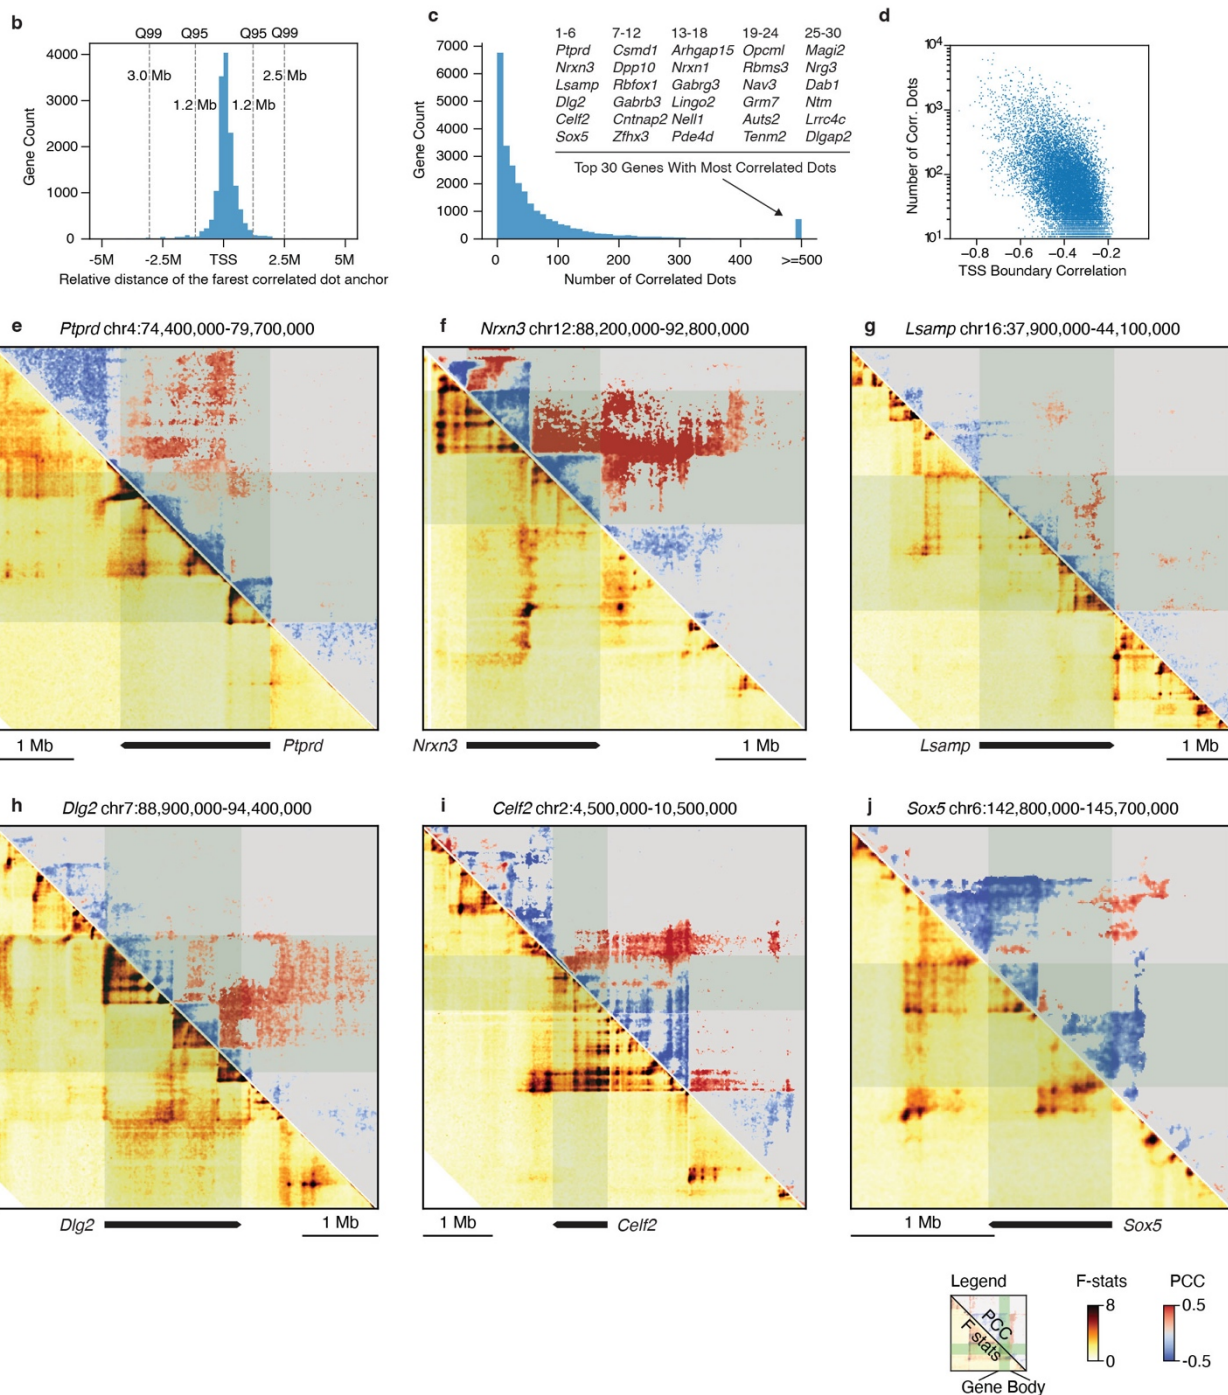 b
Q99 Q95 Q95 Q99
4000
3000
2000
1000
0
Gene Count
3.0 Mb 2.5 Mb
1.2 Mb 1.2 Mb
-5M -2.5M TSS 2.5M 5M
Relative distance of the farest correlated dot anchor
c
7000
6000
5000
4000
3000
2000
1000
0
Gene Count
1-6 7-12 13-18 19-24 25-30
Ptprd Csmd1 Arhgap15 Opcml Magi2
Nrxn3 Dpp10 Nrxn1 Rbms3 Nrg3
Lsamp Rbfox1 Gabrg3 Nav3 Dab1
Dlg2 Gabrb3 Lingo2 Grm7 Ntm
Celf2 Cntnap2 Nell1 Auts2 Lrrc4c
Sox5 Zfhx3 Pde4d Tenm2 Dlgap2
Top 30 Genes With Most Correlated Dots
0 100 200 300 400 >=500
Number of Correlated Dots
d
10⁴
10³
10²
10¹
Number of Corr. Dots
−0.8 −0.6 −0.4 −0.2
TSS Boundary Correlation
e
Ptprd chr4:74,400,000-79,700,000
1 Mb
Ptprd
f
Nrxn3 chr12:88,200,000-92,800,000
Nrxn3
1 Mb
g
Lsamp chr16:37,900,000-44,100,000
Lsamp
1 Mb
h
Dlg2 chr7:88,900,000-94,400,000
Dlg2
1 Mb
i
Celf2 chr2:4,500,000-10,500,000
1 Mb
Celf2
j
Sox5 chr6:142,800,000-145,700,000
1 Mb
Sox5
Legend
PCC
F stats
Gene Body
F-stats
8
0
PCC
0.5
-0.5